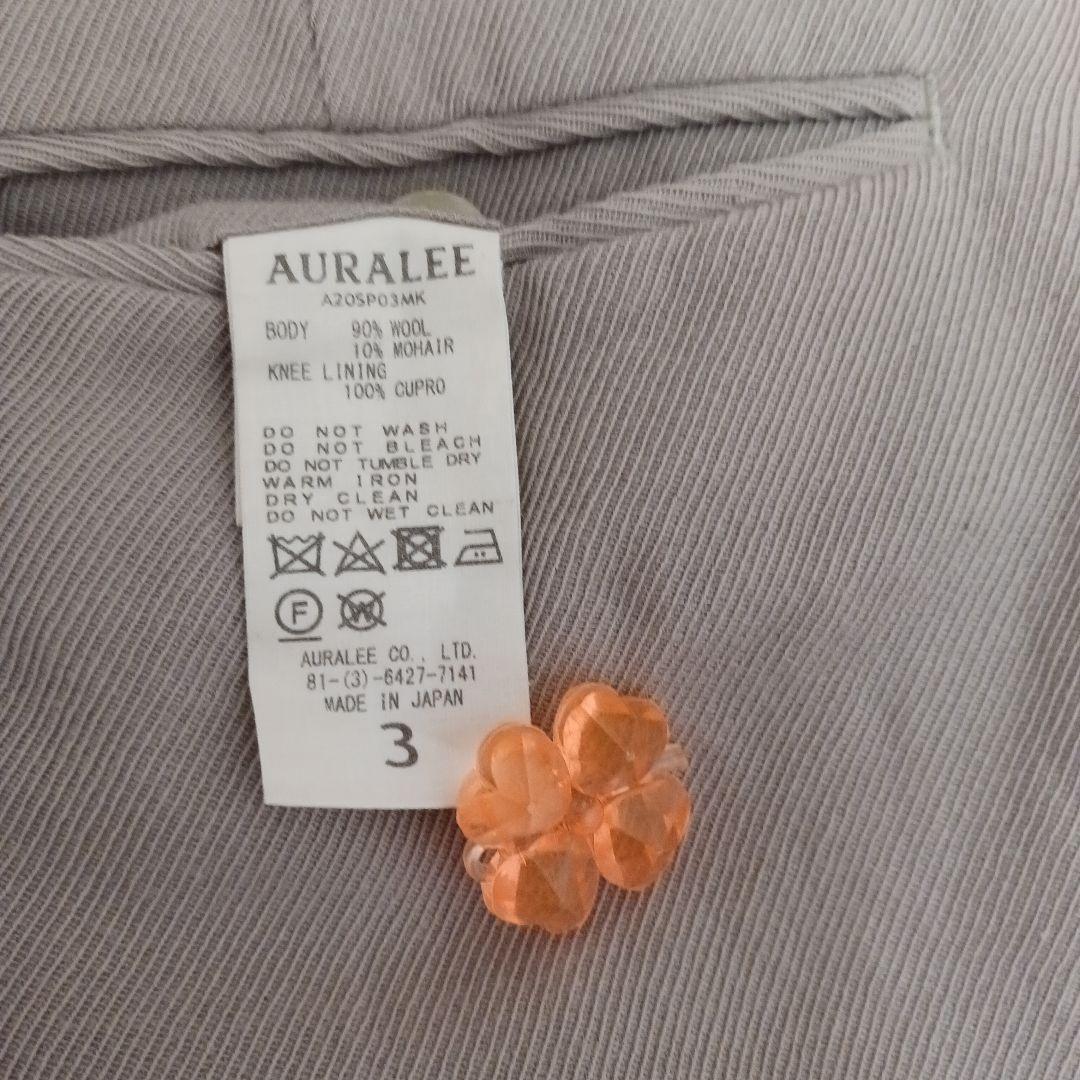 AURALEE
A20SP03MK
BODY 90% WOOL
10% MOHAIR
KNEE LINING
100% CUPRO
DO NOT WASH
DO NOT BLEACH
DO NOT TUMBLE DRY
WARM IRON
DRY CLEAN
DO NOT WET CLEAN
F W
AURALEE CO., LTD.
81-(3)-6427-7141
MADE IN JAPAN
3